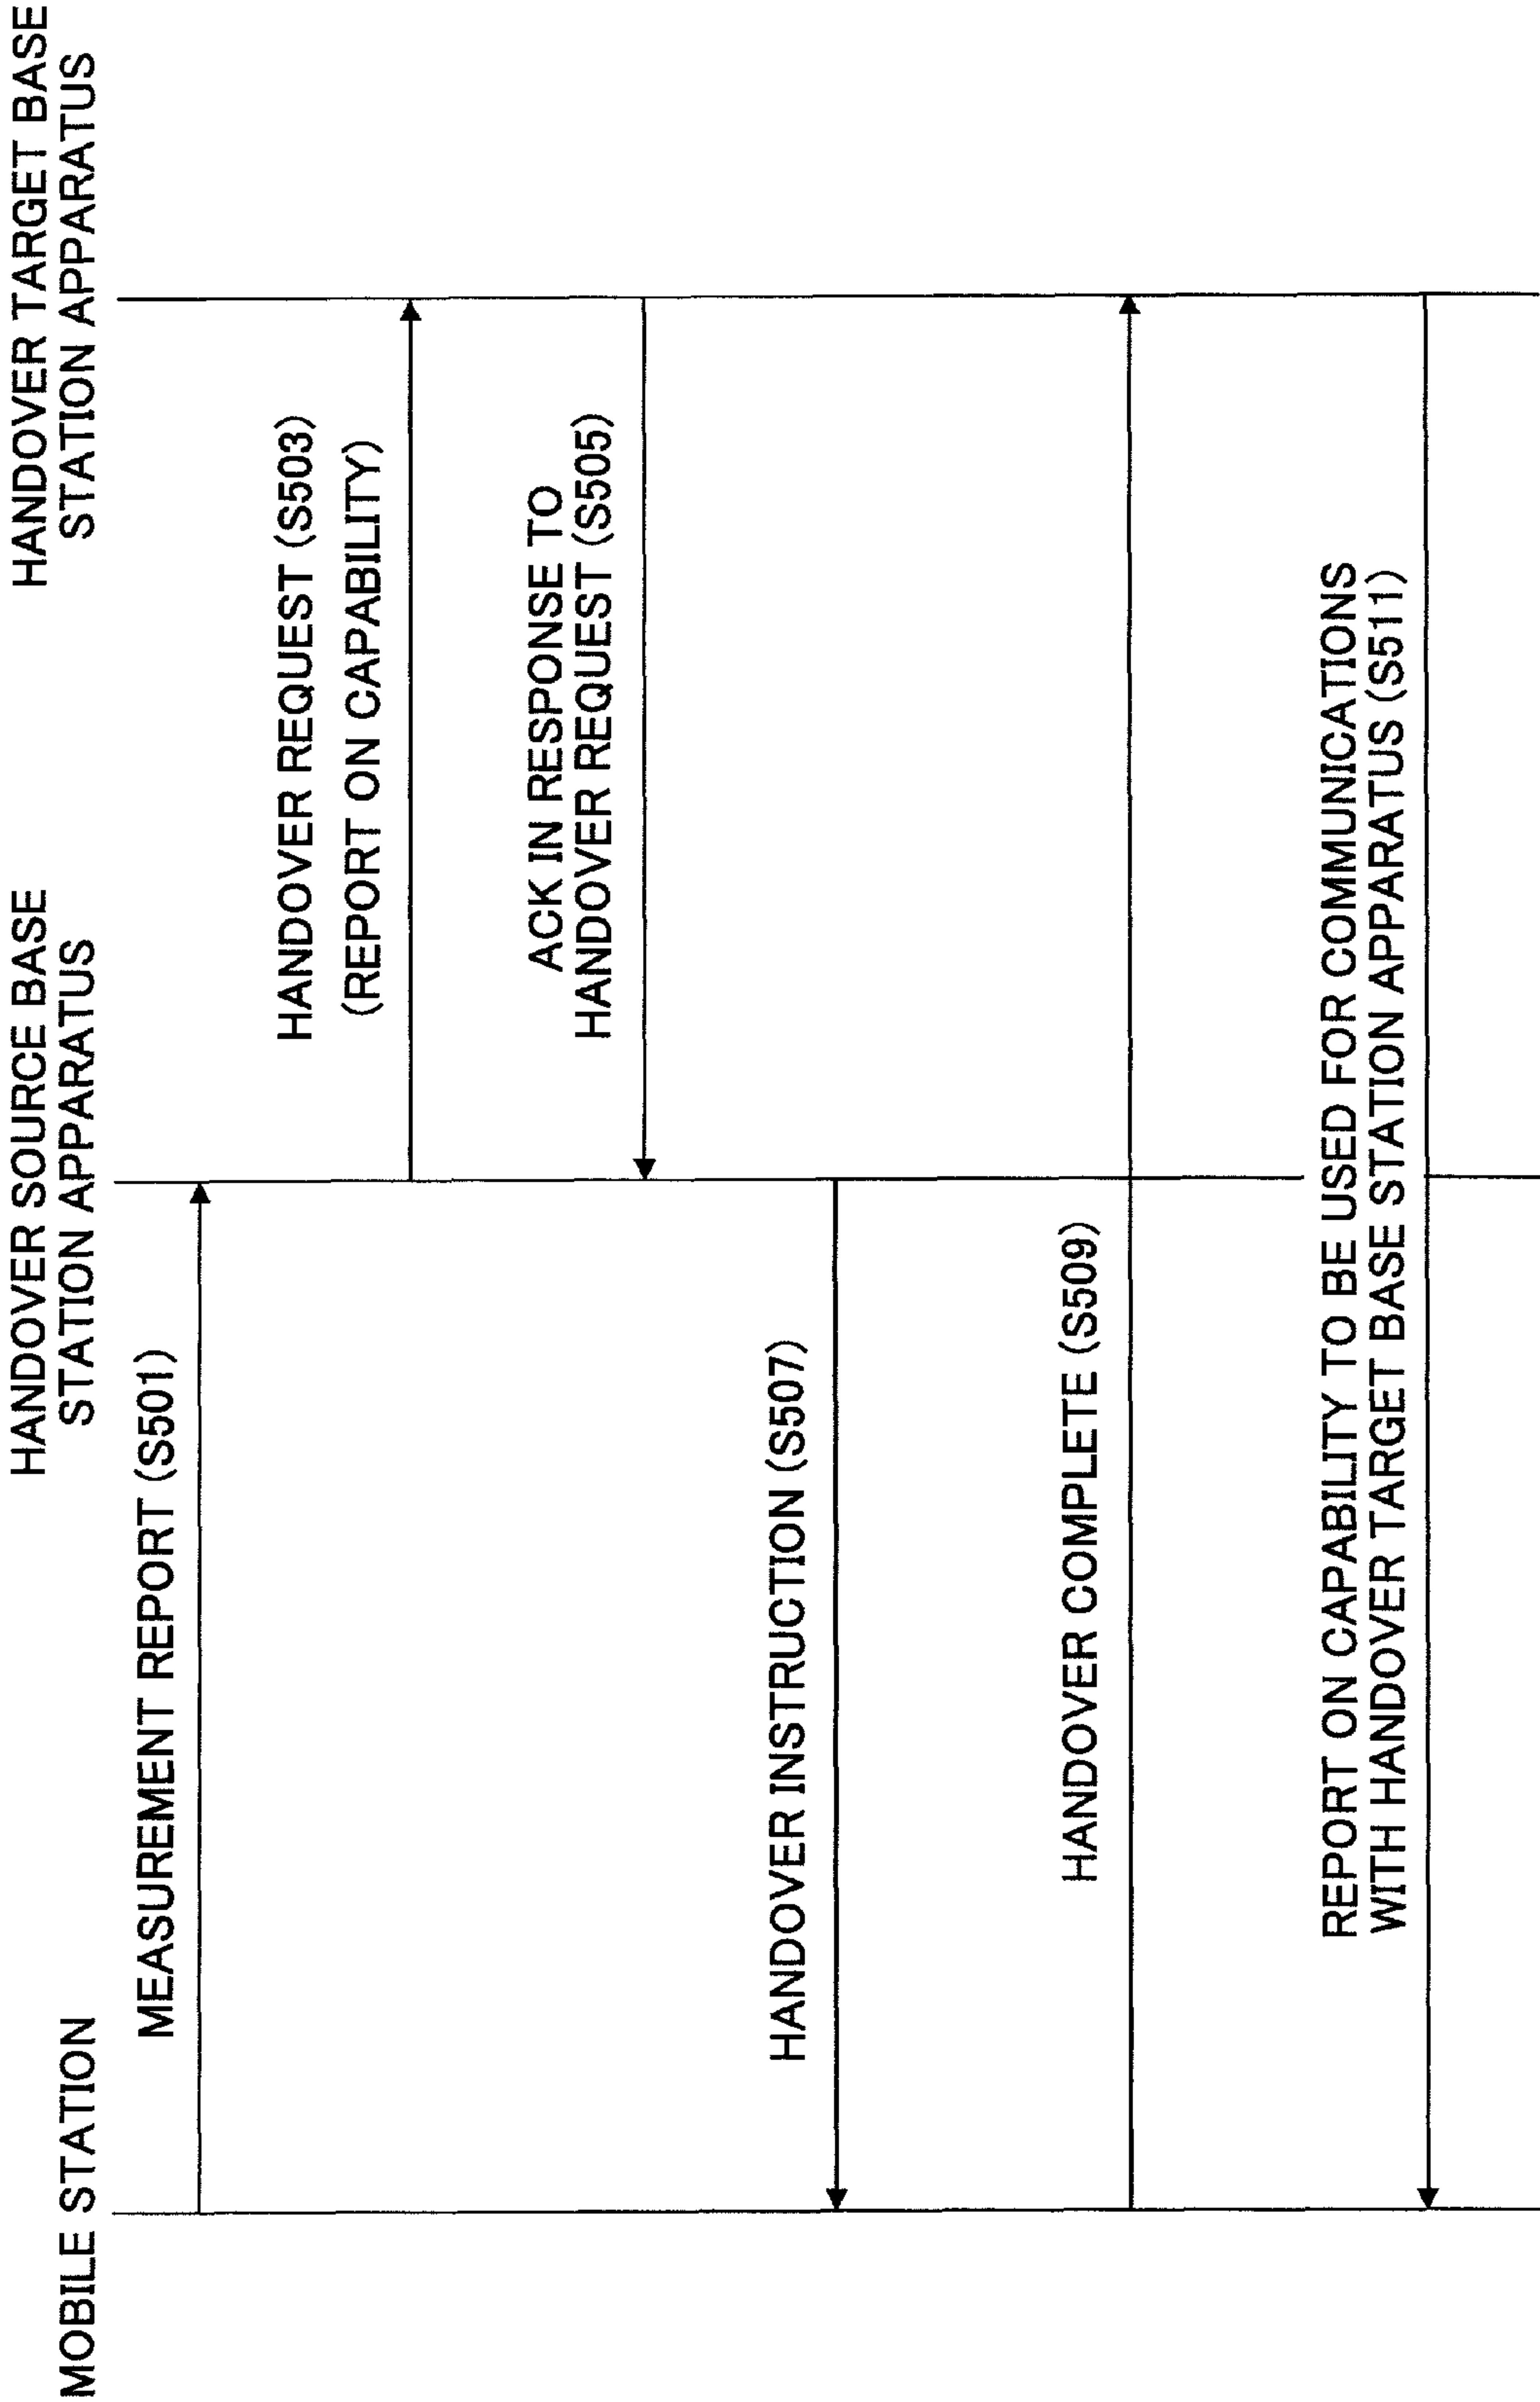 MOBILE STATION
HANDOVER SOURCE BASE
STATION APPARATUS
HANDOVER TARGET BASE
STATION APPARATUS
MEASUREMENT REPORT (S501)
HANDOVER REQUEST (S503)
(REPORT ON CAPABILITY)
ACK IN RESPONSE TO
HANDOVER REQUEST (S505)
HANDOVER INSTRUCTION (S507)
HANDOVER COMPLETE (S509)
REPORT ON CAPABILITY TO BE USED FOR COMMUNICATIONS
WITH HANDOVER TARGET BASE STATION APPARATUS (S511)